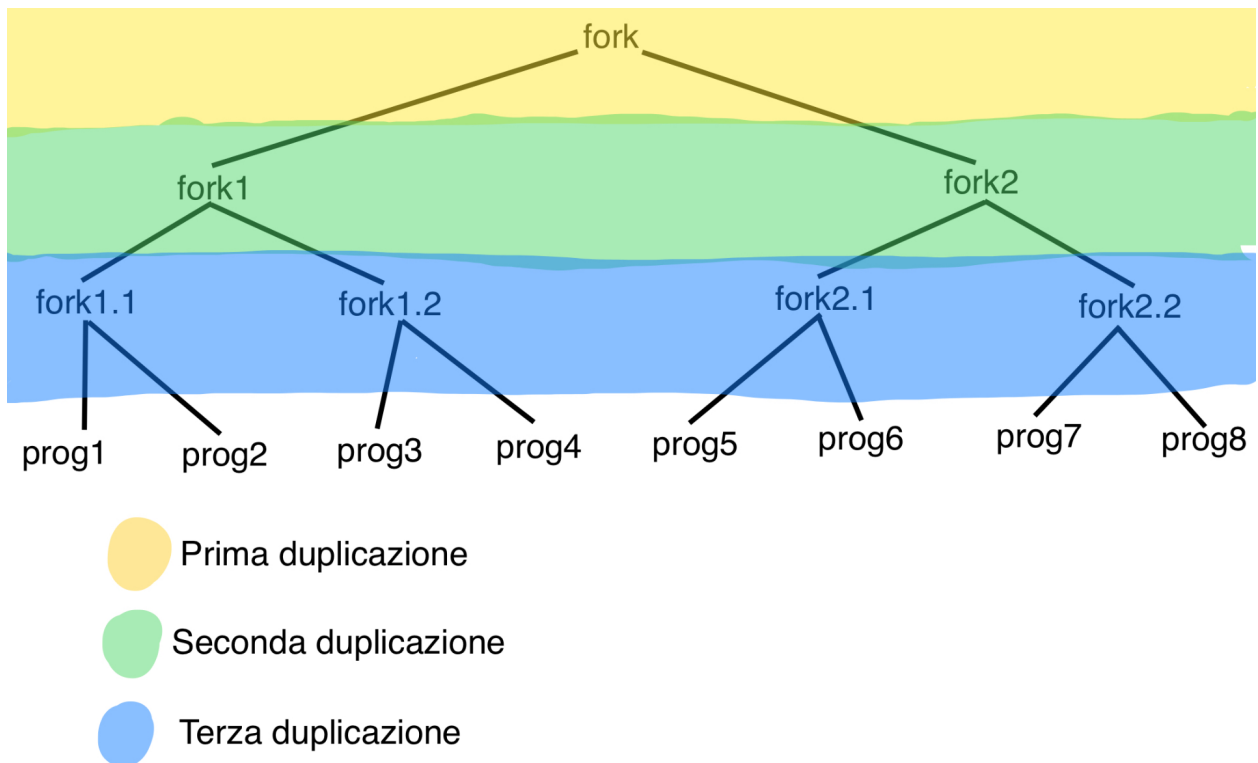 fork
fork1 fork2
fork1.1 fork1.2 fork2.1 fork2.2
prog1 prog2 prog3 prog4 prog5 prog6 prog7 prog8
Prima duplicazione
Seconda duplicazione
Terza duplicazione